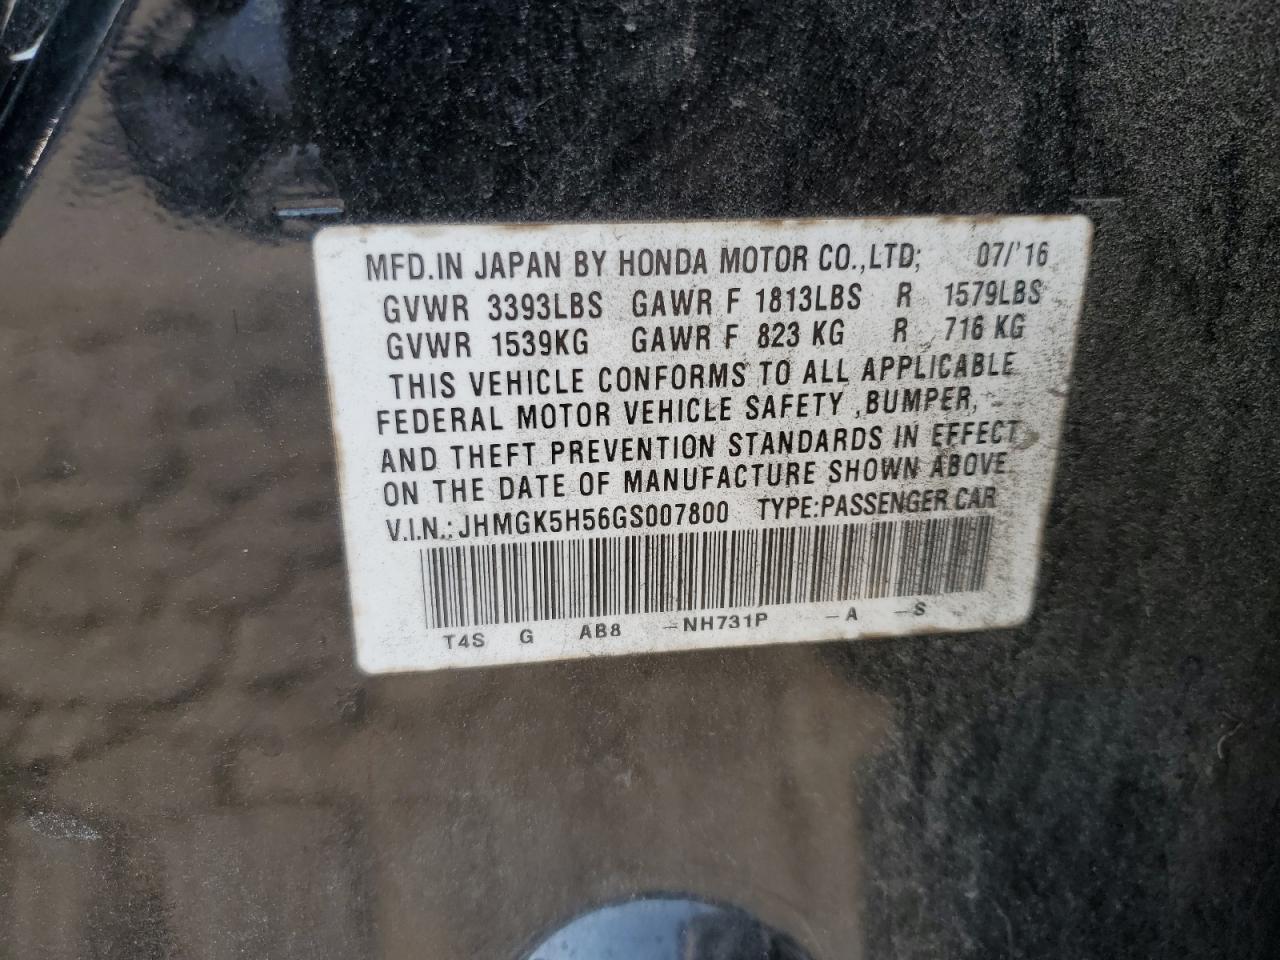 MFD.IN JAPAN BY HONDA MOTOR CO.,LTD; 07/'16
GVWR 3393LBS GAWR F 1813LBS R 1579LBS
GVWR 1539KG GAWR F 823 KG R 716 KG
THIS VEHICLE CONFORMS TO ALL APPLICABLE
FEDERAL MOTOR VEHICLE SAFETY ,BUMPER,
AND THEFT PREVENTION STANDARDS IN EFFECT
ON THE DATE OF MANUFACTURE SHOWN ABOVE.
V.I.N.: JHMGK5H56GS007800 TYPE:PASSENGER CAR
T4S G AB8 -NH731P -A -S